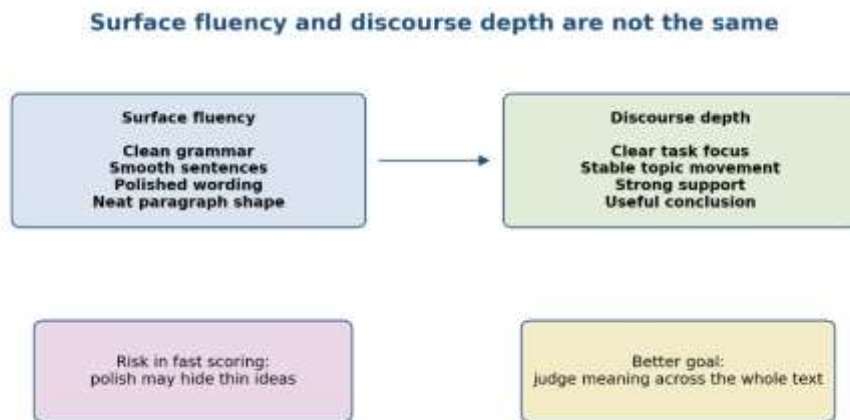 Surface fluency and discourse depth are not the same
Surface fluency
Clean grammar
Smooth sentences
Polished wording
Neat paragraph shape
Discourse depth
Clear task focus
Stable topic movement
Strong support
Useful conclusion
Risk in fast scoring:
polish may hide thin ideas
Better goal:
judge meaning across the whole text